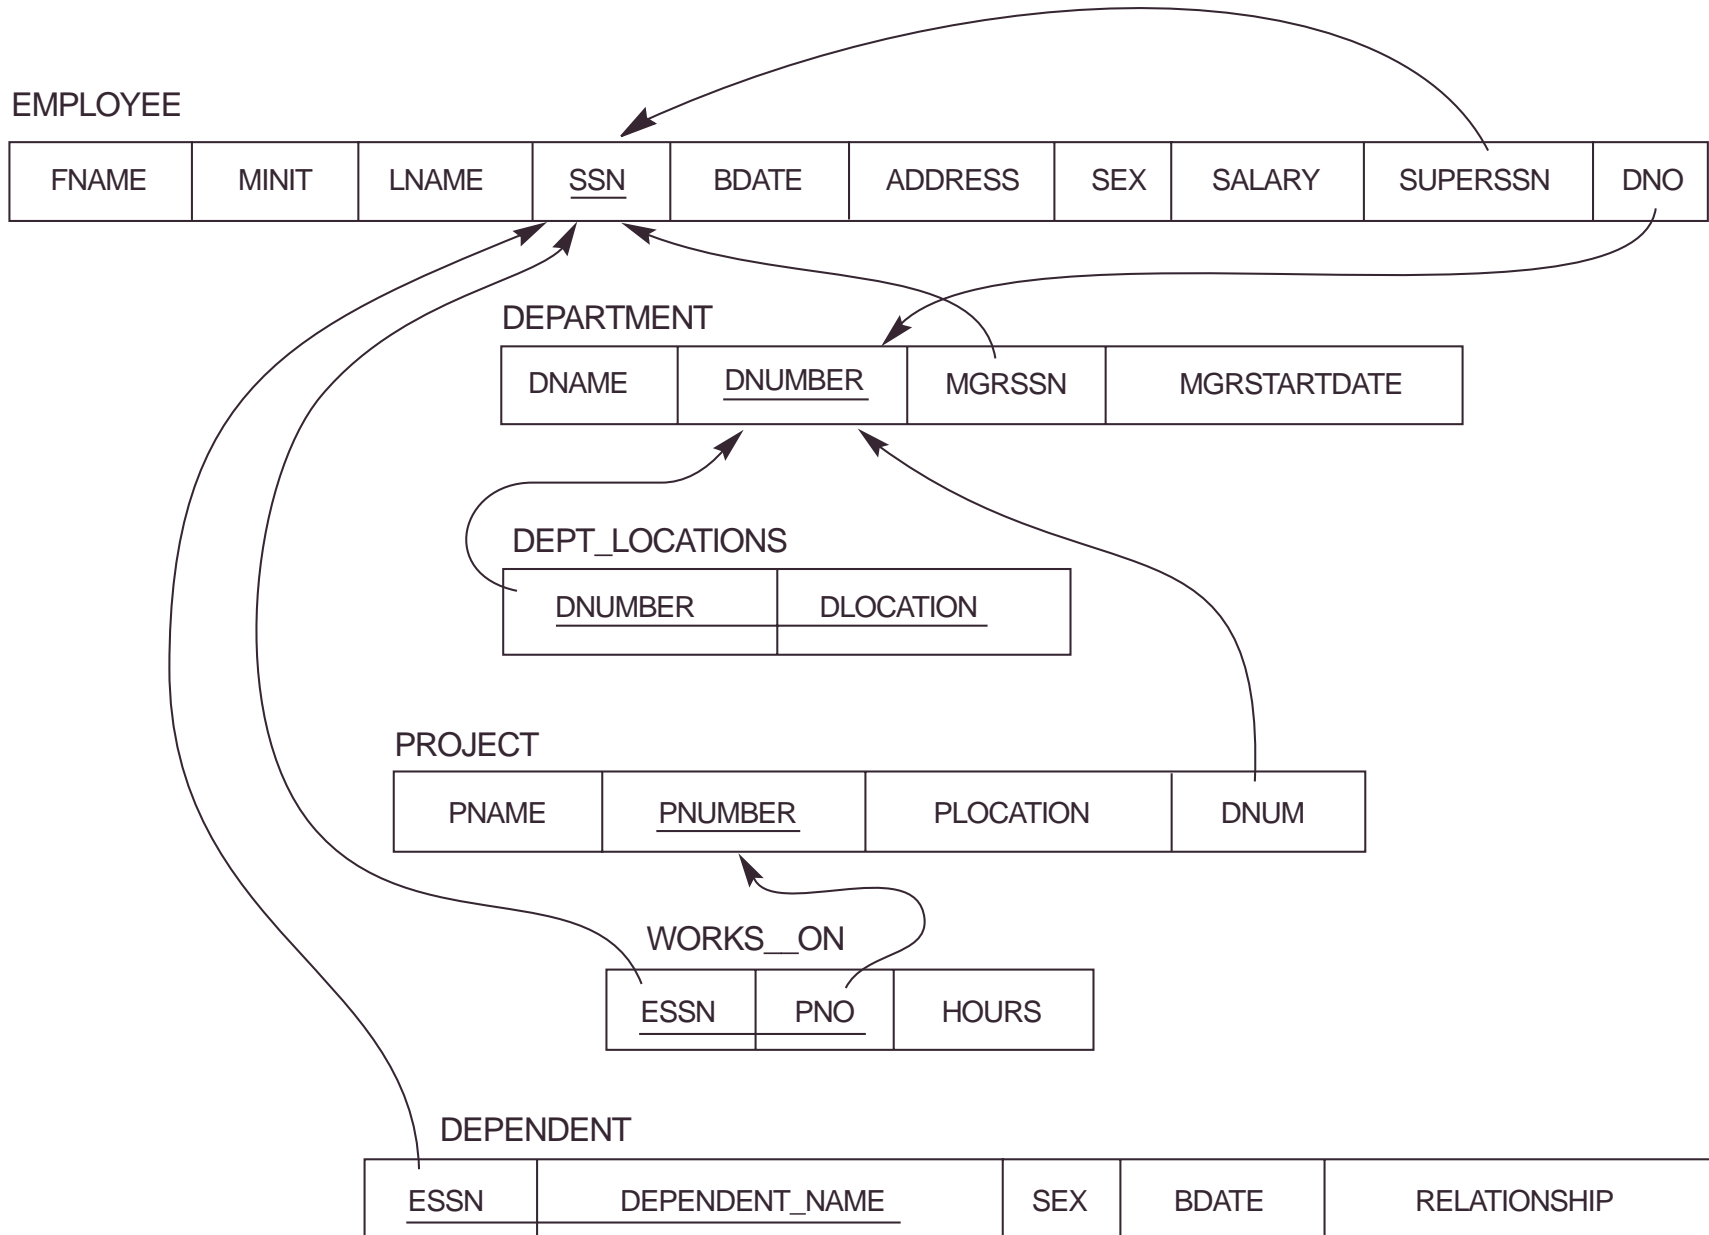 EMPLOYEE
FNAME MINIT LNAME SSN BDATE ADDRESS SEX SALARY SUPERSSN DNO
DEPARTMENT
DNAME DNUMBER MGRSSN MGRSTARTDATE
DEPT_LOCATIONS
DNUMBER DLOCATION
PROJECT
PNAME PNUMBER PLOCATION DNUM
WORKS__ON
ESSN PNO HOURS
DEPENDENT
ESSN DEPENDENT_NAME SEX BDATE RELATIONSHIP